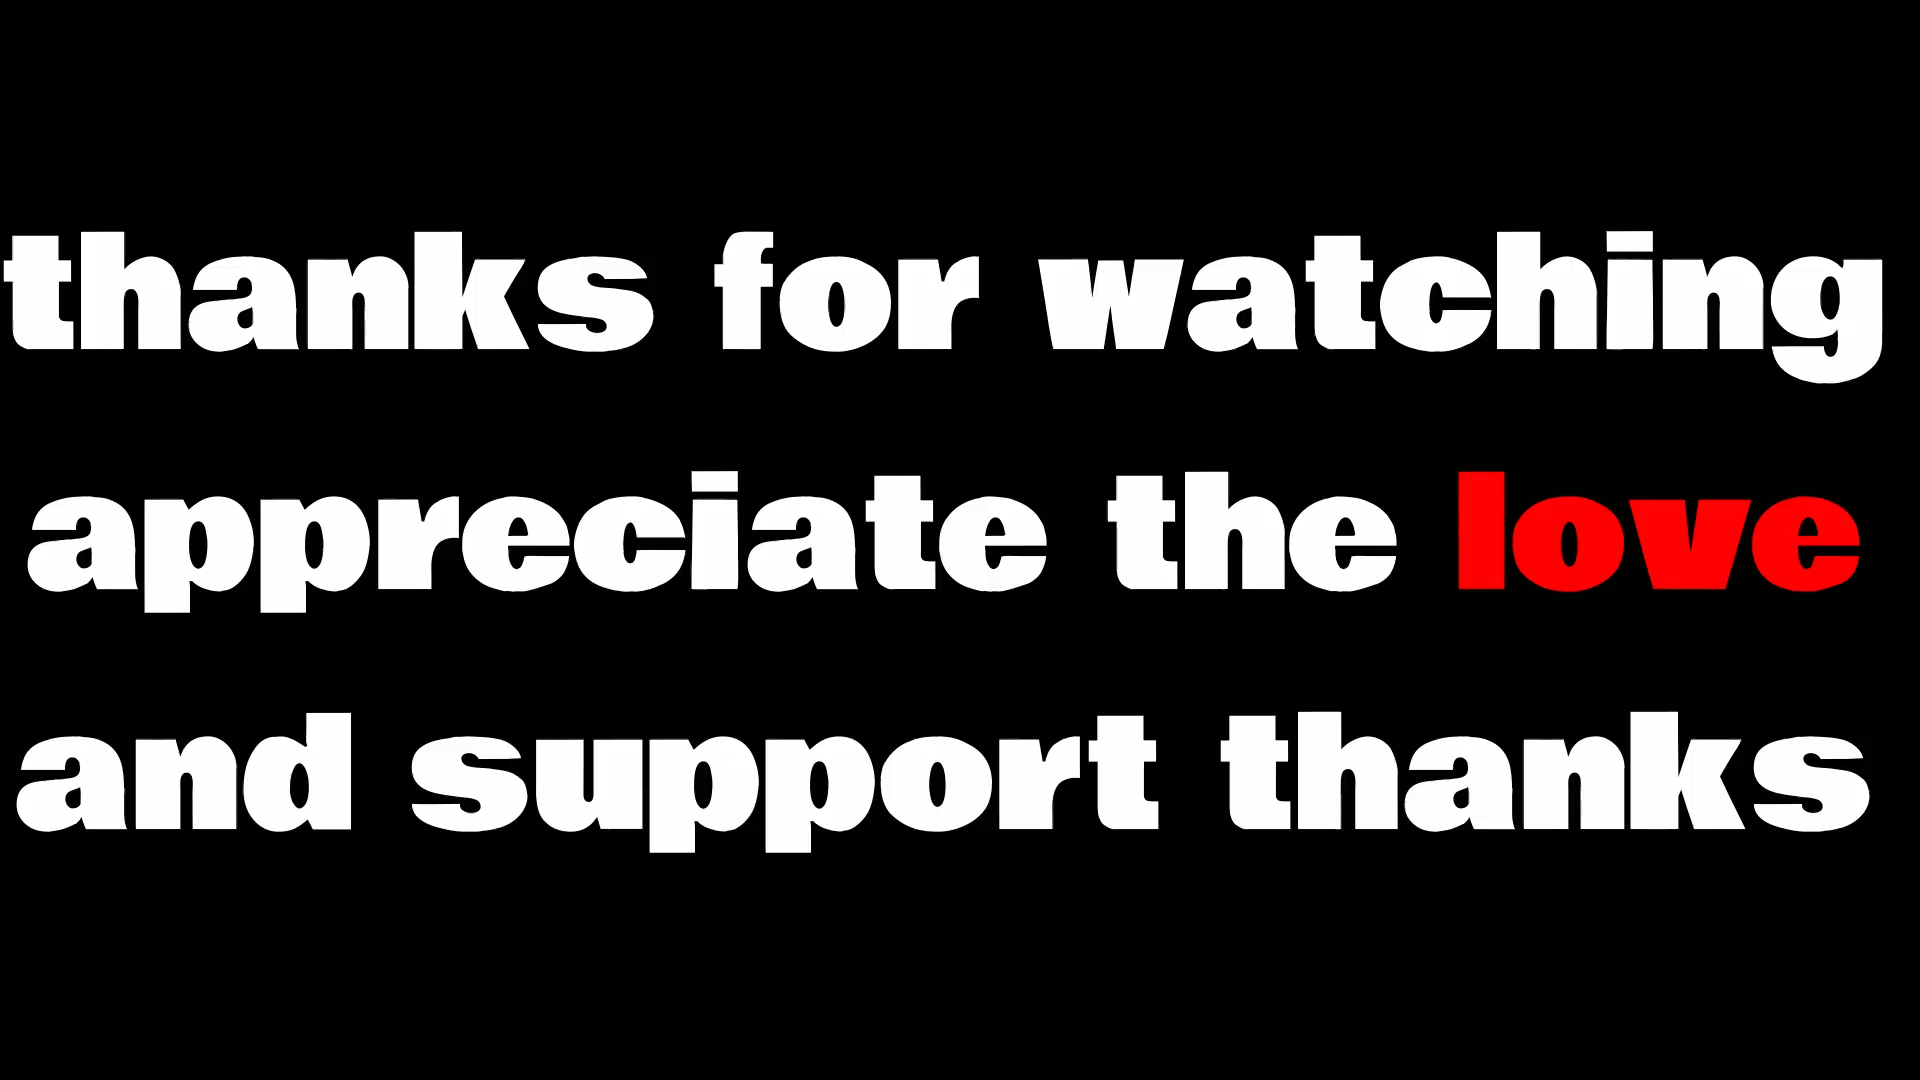 thanks for watching
appreciate the love
and support thanks